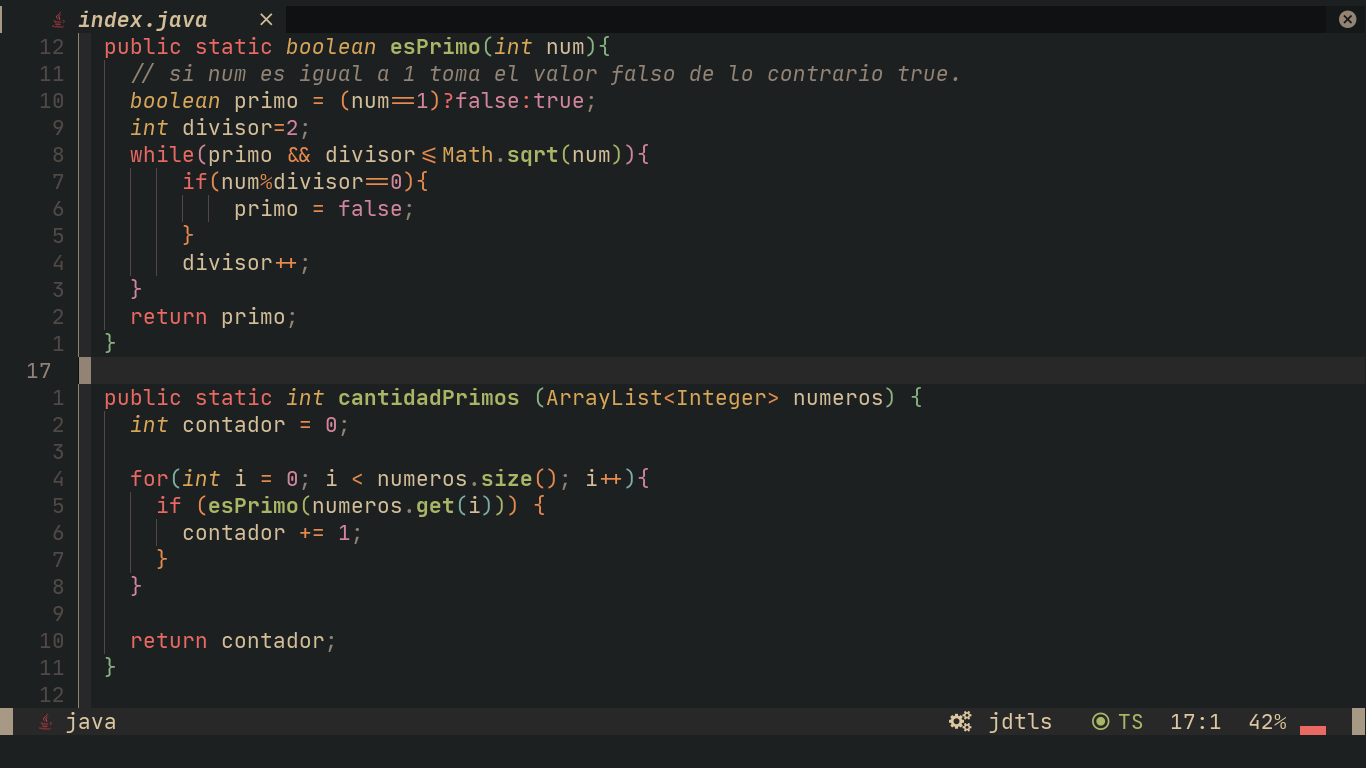 index.java ×
12 public static boolean esPrimo(int num){
11 // si num es igual a 1 toma el valor falso de lo contrario true.
10 boolean primo = (num==1)?false:true;
9 int divisor=2;
8 while(primo && divisor<=Math.sqrt(num)){
7 if(num%divisor==0){
6 primo = false;
5 }
4 divisor++;
3 }
2 return primo;
1 }
17
1 public static int cantidadPrimos (ArrayList<Integer> numeros) {
2 int contador = 0;
3
4 for(int i = 0; i < numeros.size(); i++){
5 if (esPrimo(numeros.get(i))) {
6 contador += 1;
7 }
8 }
9
10 return contador;
11 }
12
java jdtls TS 17:1 42%